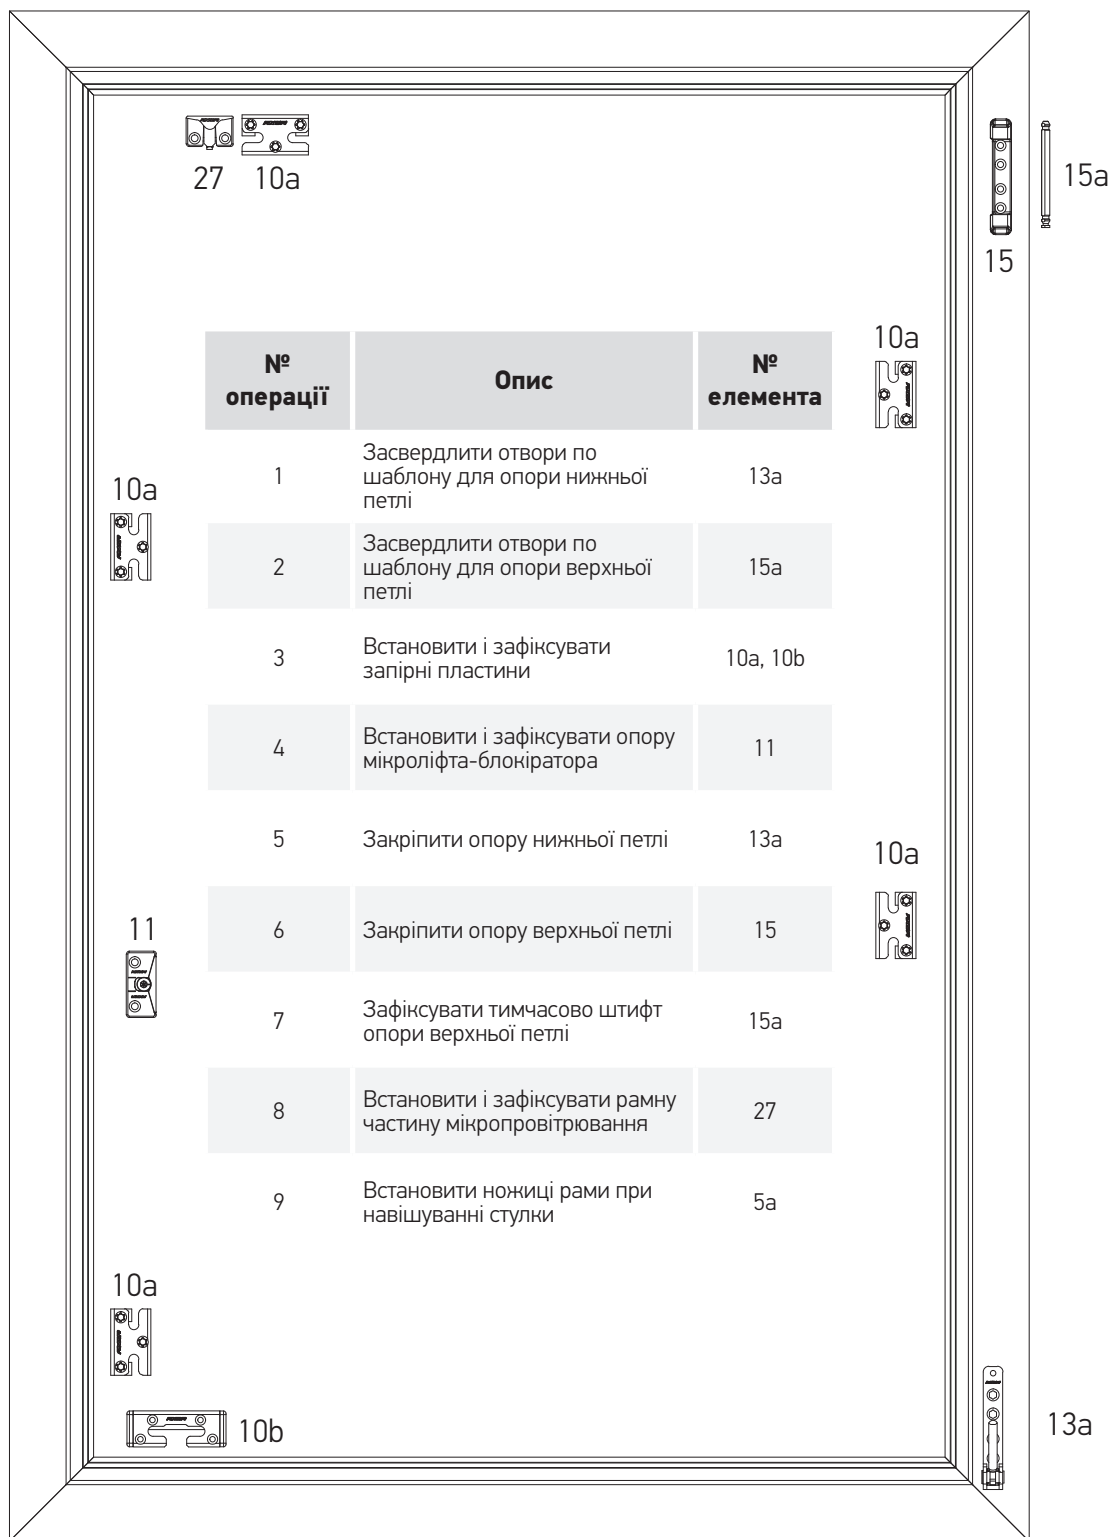 27 10a
15a
15
10a
№
операції
Опис
№
елемента
10a
1
Засвердлити отвори по
шаблону для опори нижньої
петлі
13a
2
Засвердлити отвори по
шаблону для опори верхньої
петлі
15a
3
Встановити і зафіксувати
запірні пластини
10a, 10b
4
Встановити і зафіксувати опору
мікроліфта-блокіратора
11
5
Закріпити опору нижньої петлі
13a
10a
11
6
Закріпити опору верхньої петлі
15
7
Зафіксувати тимчасово штифт
опори верхньої петлі
15a
8
Встановити і зафіксувати рамну
частину мікропровітрювання
27
9
Встановити ножиці рами при
навішуванні стулки
5a
10a
10b
13a